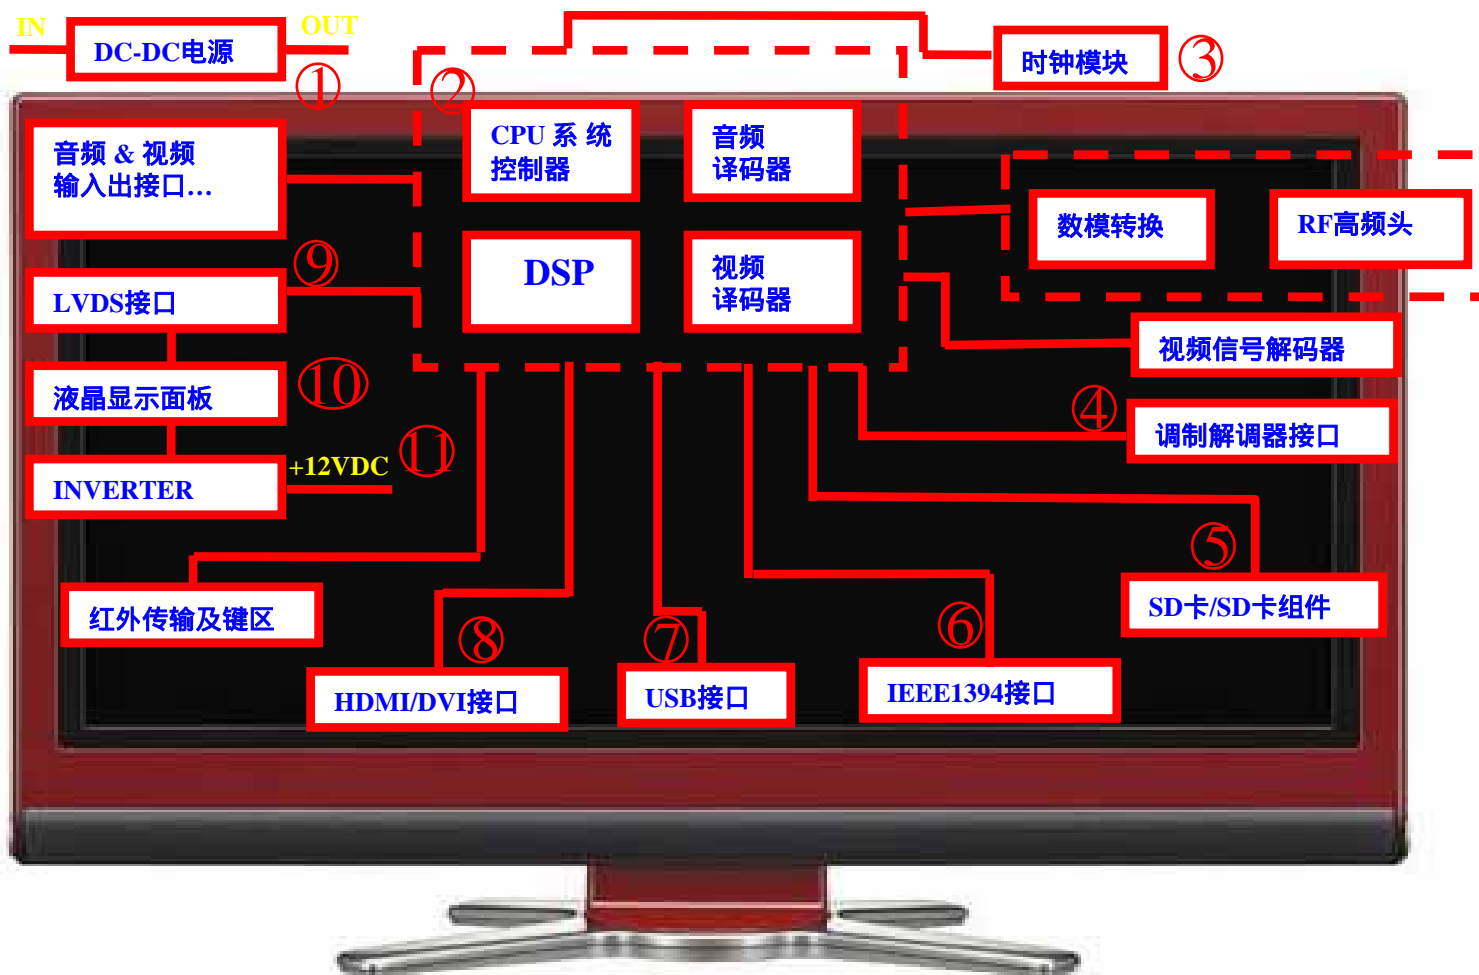 IN
OUT
DC-DC电源
①
②
时钟模块
③
音频 & 视频
输入出接口...
CPU 系 统
控制器
音频
译码器
数模转换
RF高频头
DSP
视频
译码器
⑨
LVDS接口
视频信号解码器
⑩
液晶显示面板
④
调制解调器接口
⑪
+12VDC
INVERTER
⑤
SD卡/SD卡组件
红外传输及键区
⑧
HDMI/DVI接口
⑦
USB接口
⑥
IEEE1394接口